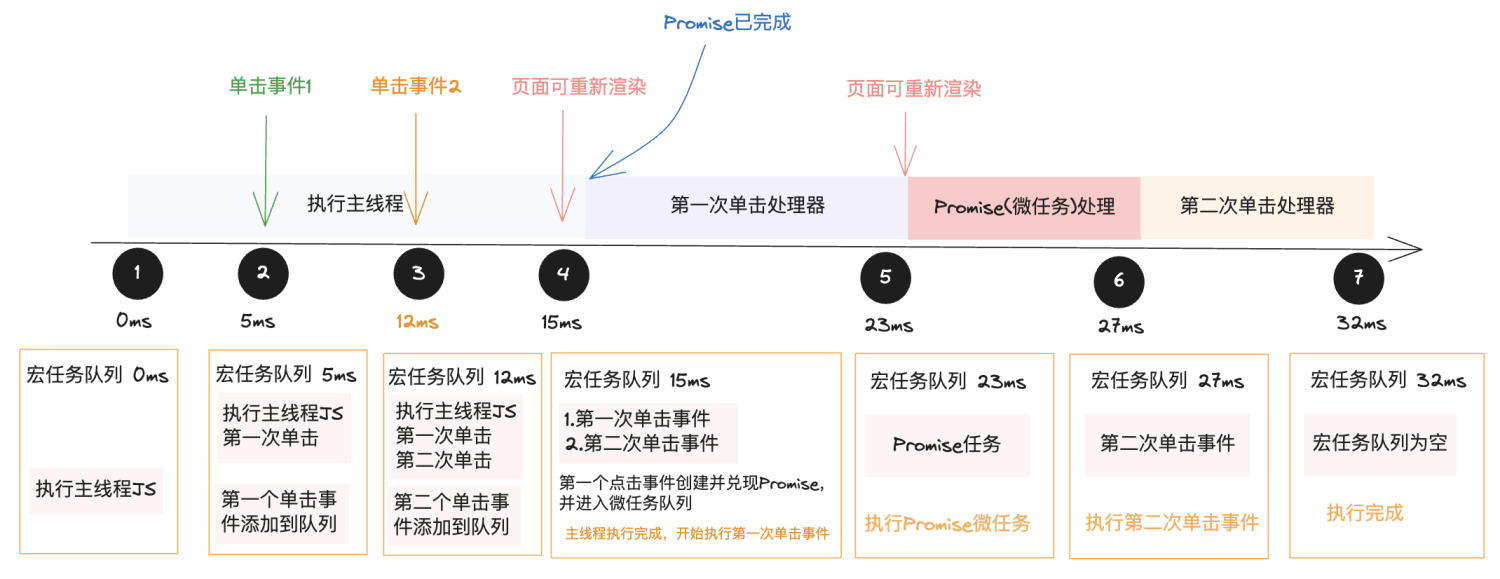 Promise已完成
单击事件1
单击事件2
页面可重新渲染
页面可重新渲染
执行主线程
第一次单击处理器
Promise(微任务)处理
第二次单击处理器
1
2
3
4
5
6
7
0ms
5ms
12ms
15ms
23ms
27ms
32ms
宏任务队列 0ms
执行主线程JS
宏任务队列 5ms
执行主线程JS
第一次单击
第一个单击事
件添加到队列
宏任务队列 12ms
执行主线程JS
第一次单击
第二次单击
第二个单击事
件添加到队列
宏任务队列 15ms
1.第一次单击事件
2.第二次单击事件
第一个点击事件创建并兑现Promise,
并进入微任务队列
主线程执行完成，开始执行第一次单击事件
宏任务队列 23ms
Promise任务
执行Promise微任务
宏任务队列 27ms
第二次单击事件
执行第二次单击事件
宏任务队列 32ms
宏任务队列为空
执行完成